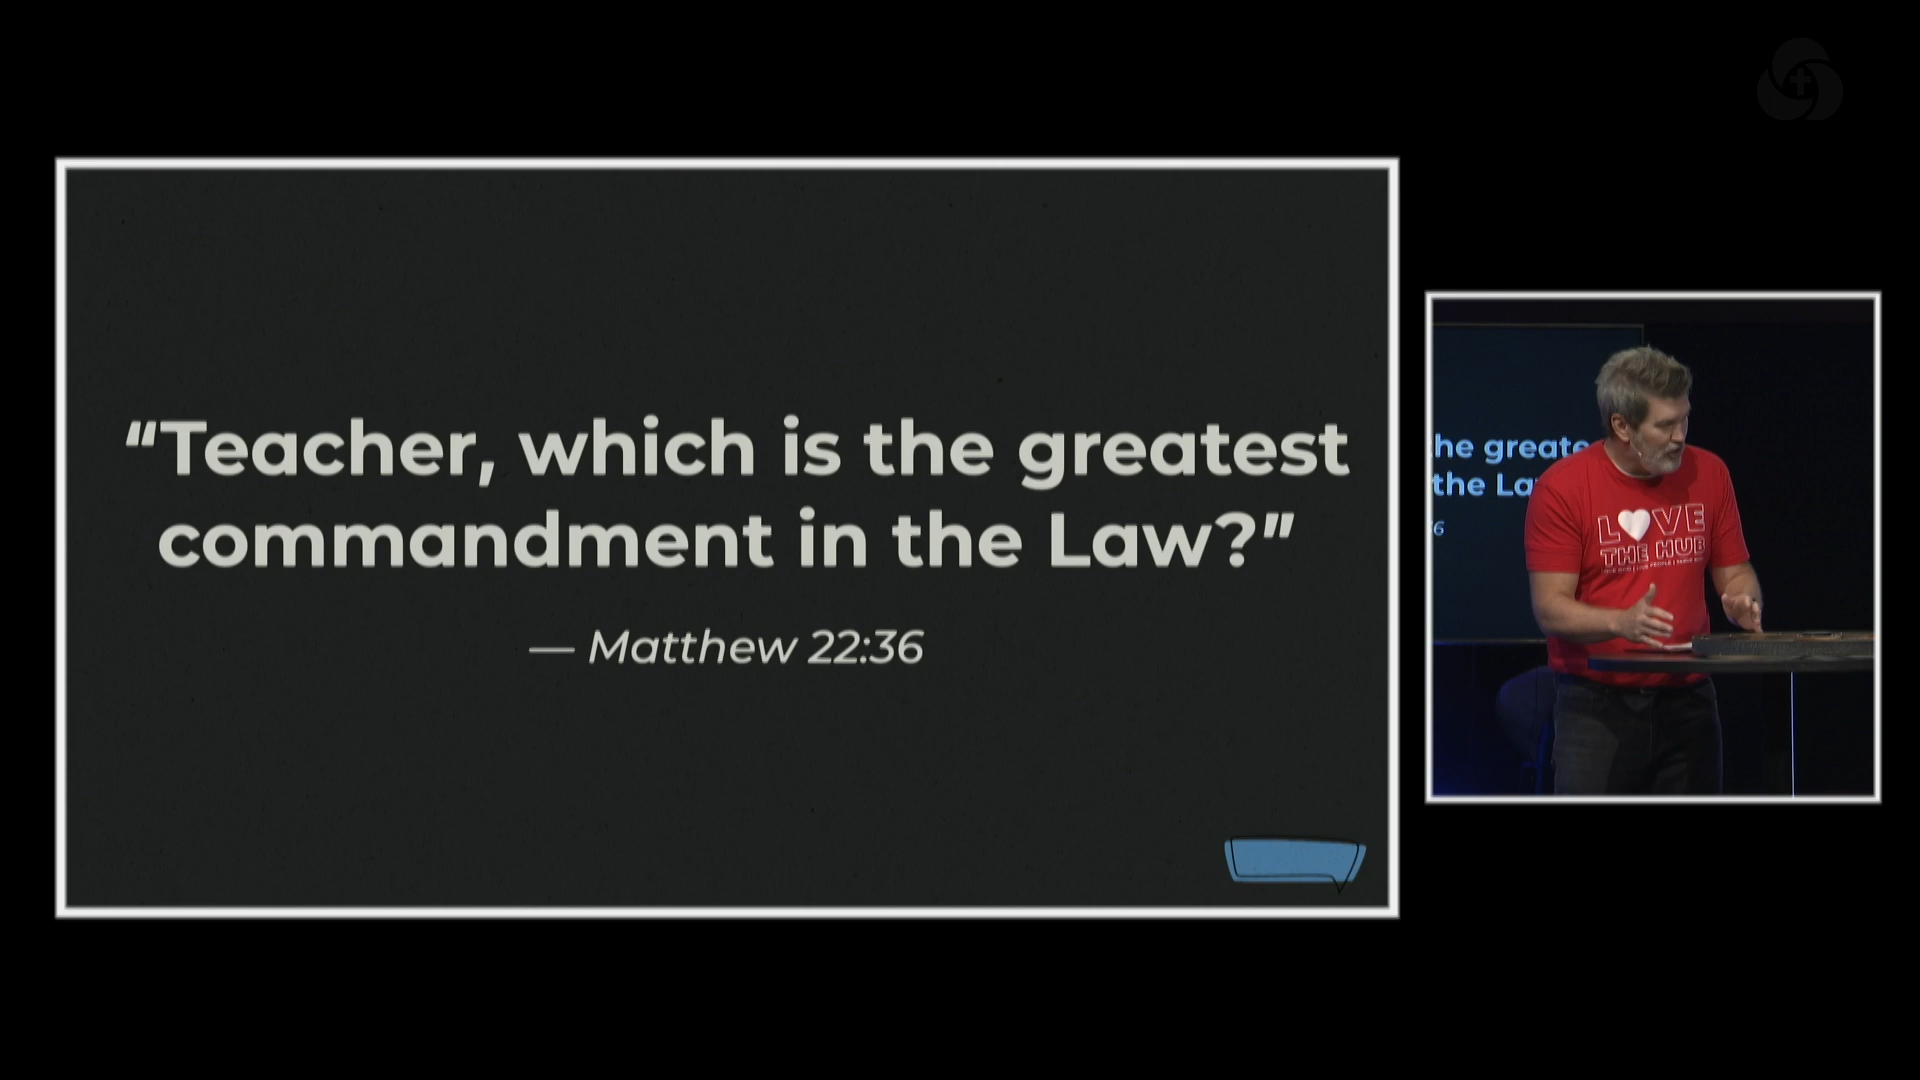 “Teacher, which is the greatest
commandment in the Law?”
— Matthew 22:36
he greate
the La
6
LOVE
THE HUB